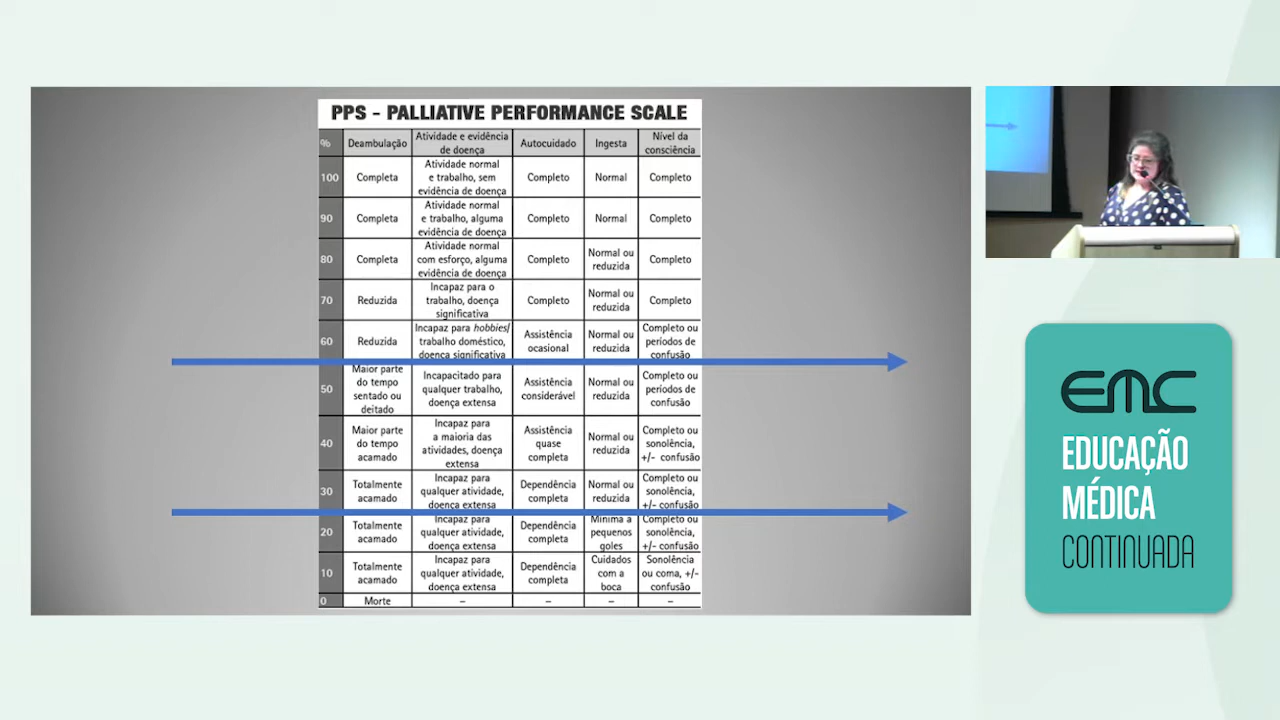 PPS - PALLIATIVE PERFORMANCE SCALE
% Deambulação Atividade e evidência de doença Autocuidado Ingesta Nível da consciência
100 Completa Atividade normal e trabalho, sem evidência de doença Completo Normal Completo
90 Completa Atividade normal e trabalho, alguma evidência de doença Completo Normal Completo
80 Completa Atividade normal com esforço, alguma evidência de doença Completo Normal ou reduzida Completo
70 Reduzida Incapaz para o trabalho, doença significativa Completo Normal ou reduzida Completo
60 Reduzida Incapaz para hobbies/ trabalho doméstico, doença significativa Assistência ocasional Normal ou reduzida Completo ou períodos de confusão
50 Maior parte do tempo sentado ou deitado Incapacitado para qualquer trabalho, doença extensa Assistência considerável Normal ou reduzida Completo ou períodos de confusão
40 Maior parte do tempo acamado Incapaz para a maioria das atividades, doença extensa Assistência quase completa Normal ou reduzida Completo ou sonolência, +/- confusão
30 Totalmente acamado Incapaz para qualquer atividade, doença extensa Dependência completa Normal ou reduzida Completo ou sonolência, +/- confusão
20 Totalmente acamado Incapaz para qualquer atividade, doença extensa Dependência completa Mínima a pequenos goles Completo ou sonolência, +/- confusão
10 Totalmente acamado Incapaz para qualquer atividade, doença extensa Dependência completa Cuidados com a boca Sonolência ou coma, +/- confusão
0 Morte – – – –
EMC
EDUCAÇÃO
MÉDICA
CONTINUADA